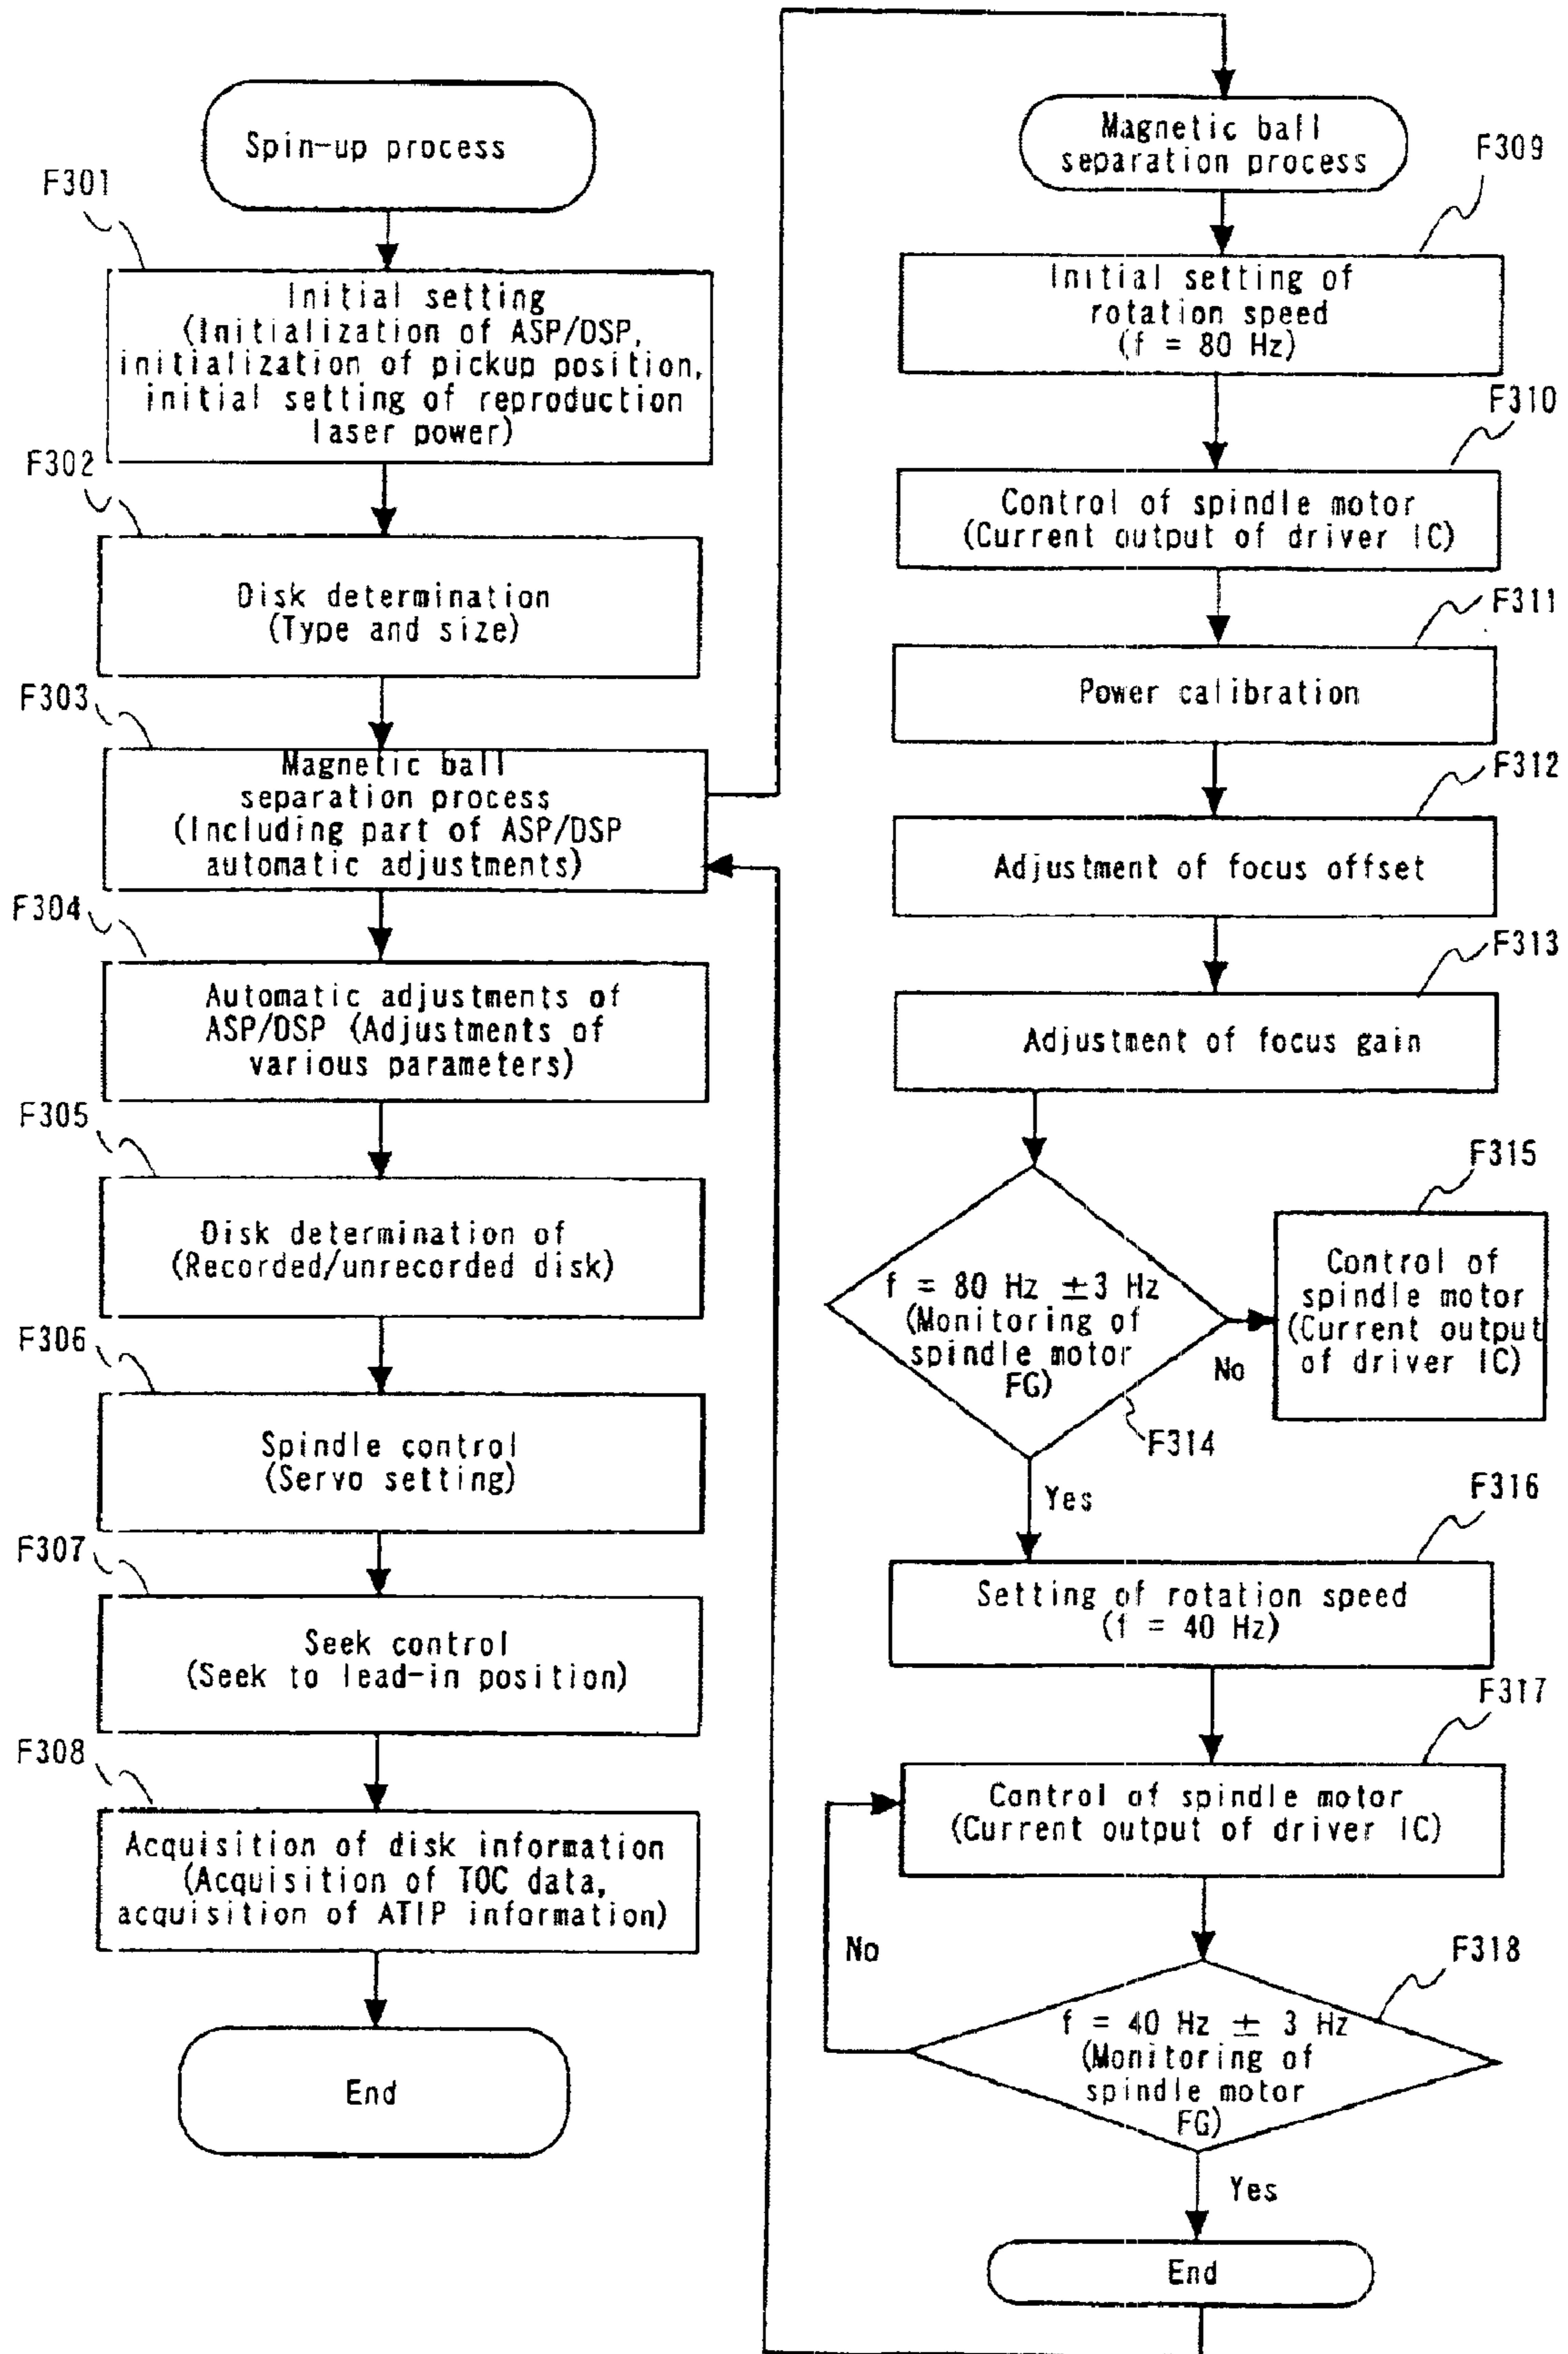 Spin-up process
F301
Initial setting
(Initialization of ASP/DSP,
initialization of pickup position,
initial setting of reproduction
laser power)
F302
Disk determination
(Type and size)
F303
Magnetic ball
separation process
(Including part of ASP/DSP
automatic adjustments)
F304
Automatic adjustments of
ASP/DSP (Adjustments of
various parameters)
F305
Disk determination of
(Recorded/unrecorded disk)
F306
Spindle control
(Servo setting)
F307
Seek control
(Seek to lead-in position)
F308
Acquisition of disk information
(Acquisition of TOC data,
acquisition of ATIP information)
End
Magnetic ball
separation process
F309
Initial setting of
rotation speed
(f = 80 Hz)
F310
Control of spindle motor
(Current output of driver IC)
F311
Power calibration
F312
Adjustment of focus offset
F313
Adjustment of focus gain
f = 80 Hz ±3 Hz
(Monitoring of
spindle motor
FG)
F314
No
F315
Control of
spindle motor
(Current output
of driver IC)
Yes
F316
Setting of rotation speed
(f = 40 Hz)
F317
Control of spindle motor
(Current output of driver IC)
No
F318
f = 40 Hz ± 3 Hz
(Monitoring of
spindle motor
FG)
Yes
End